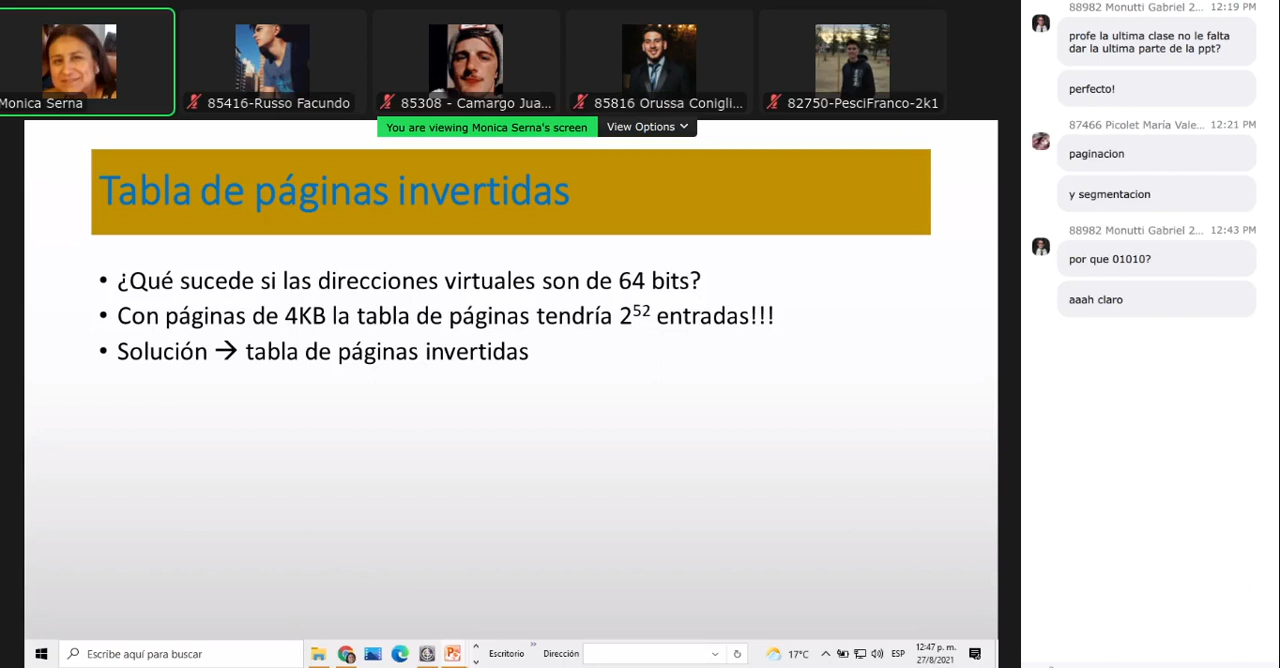 Monica Serna
85416-Russo Facundo
85308 - Camargo Jua...
85816 Orussa Conigli...
82750-PesciFranco-2k1
You are viewing Monica Serna's screen
View Options
Tabla de páginas invertidas
• ¿Qué sucede si las direcciones virtuales son de 64 bits?
• Con páginas de 4KB la tabla de páginas tendría 2⁵² entradas!!!
• Solución → tabla de páginas invertidas
88982 Monutti Gabriel 2... 12:19 PM
profe la ultima clase no le falta
dar la ultima parte de la ppt?
perfecto!
87466 Picolet María Vale... 12:21 PM
paginacion
y segmentacion
88982 Monutti Gabriel 2... 12:43 PM
por que 01010?
aaah claro
Escribe aquí para buscar
Escritorio
Dirección
17°C
ESP
12:47 p. m.
27/8/2021